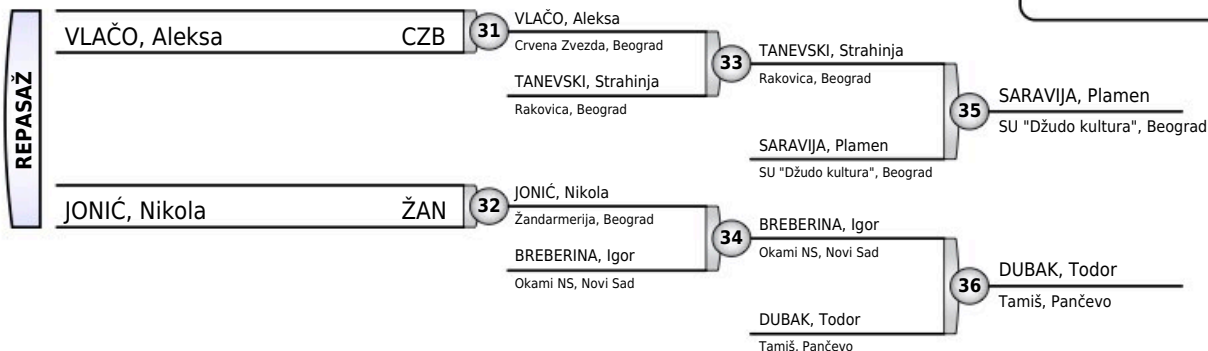 REPASAŽ
VLAČO, Aleksa CZB
31
VLAČO, Aleksa
Crvena Zvezda, Beograd
TANEVSKI, Strahinja
Rakovica, Beograd
33
TANEVSKI, Strahinja
Rakovica, Beograd
SARAVIJA, Plamen
SU "Džudo kultura", Beograd
35
SARAVIJA, Plamen
SU "Džudo kultura", Beograd
JONIĆ, Nikola ŽAN
32
JONIĆ, Nikola
Žandarmerija, Beograd
BREBERINA, Igor
Okami NS, Novi Sad
34
BREBERINA, Igor
Okami NS, Novi Sad
DUBAK, Todor
Tamiš, Pančevo
36
DUBAK, Todor
Tamiš, Pančevo